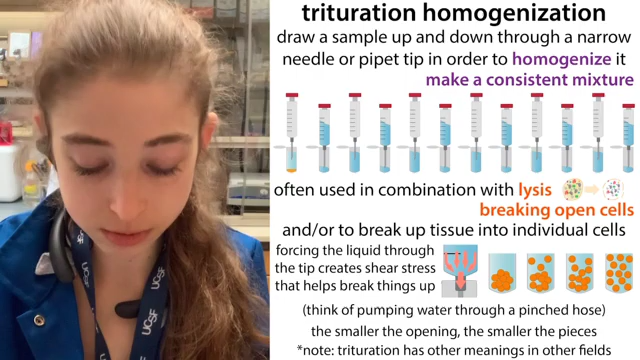 trituration homogenization
draw a sample up and down through a narrow
needle or pipet tip in order to homogenize it
make a consistent mixture
often used in combination with lysis
breaking open cells
and/or to break up tissue into individual cells
forcing the liquid through
the tip creates shear stress
that helps break things up
(think of pumping water through a pinched hose)
the smaller the opening, the smaller the pieces
*note: trituration has other meanings in other fields
UCSF
UCSF
UCSF